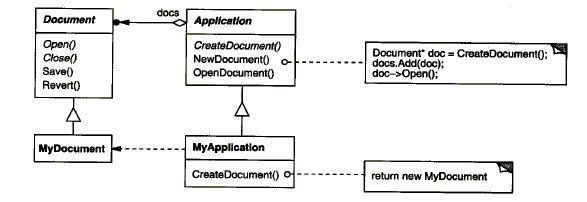 Document
docs
Application
Open()
Close()
Save()
Revert()
CreateDocument()
NewDocument()
OpenDocument()
Document* doc = CreateDocument();
docs.Add(doc);
doc->Open();
MyDocument
MyApplication
CreateDocument()
return new MyDocument